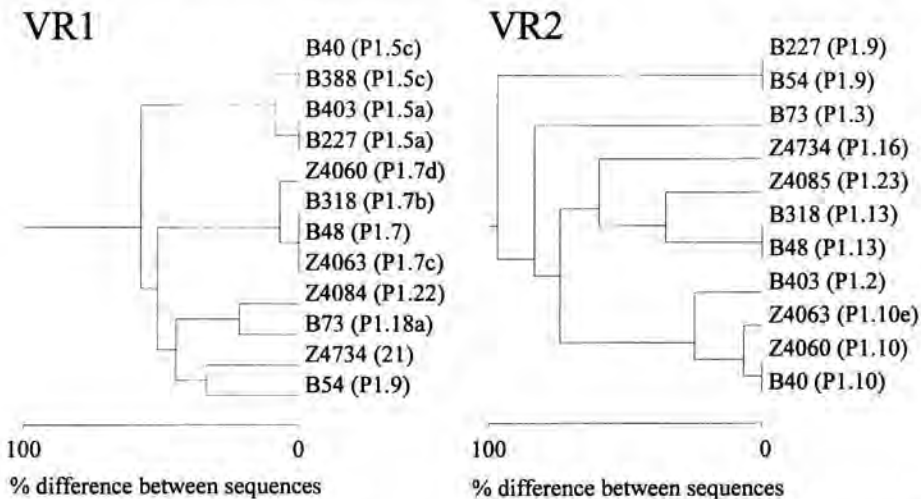 VR1
B40 (P1.5c)
B388 (P1.5c)
B403 (P1.5a)
B227 (P1.5a)
Z4060 (P1.7d)
B318 (P1.7b)
B48 (P1.7)
Z4063 (P1.7c)
Z4084 (P1.22)
B73 (P1.18a)
Z4734 (21)
B54 (P1.9)
100 0
% difference between sequences
VR2
B227 (P1.9)
B54 (P1.9)
B73 (P1.3)
Z4734 (P1.16)
Z4085 (P1.23)
B318 (P1.13)
B48 (P1.13)
B403 (P1.2)
Z4063 (P1.10e)
Z4060 (P1.10)
B40 (P1.10)
100 0
% difference between sequences